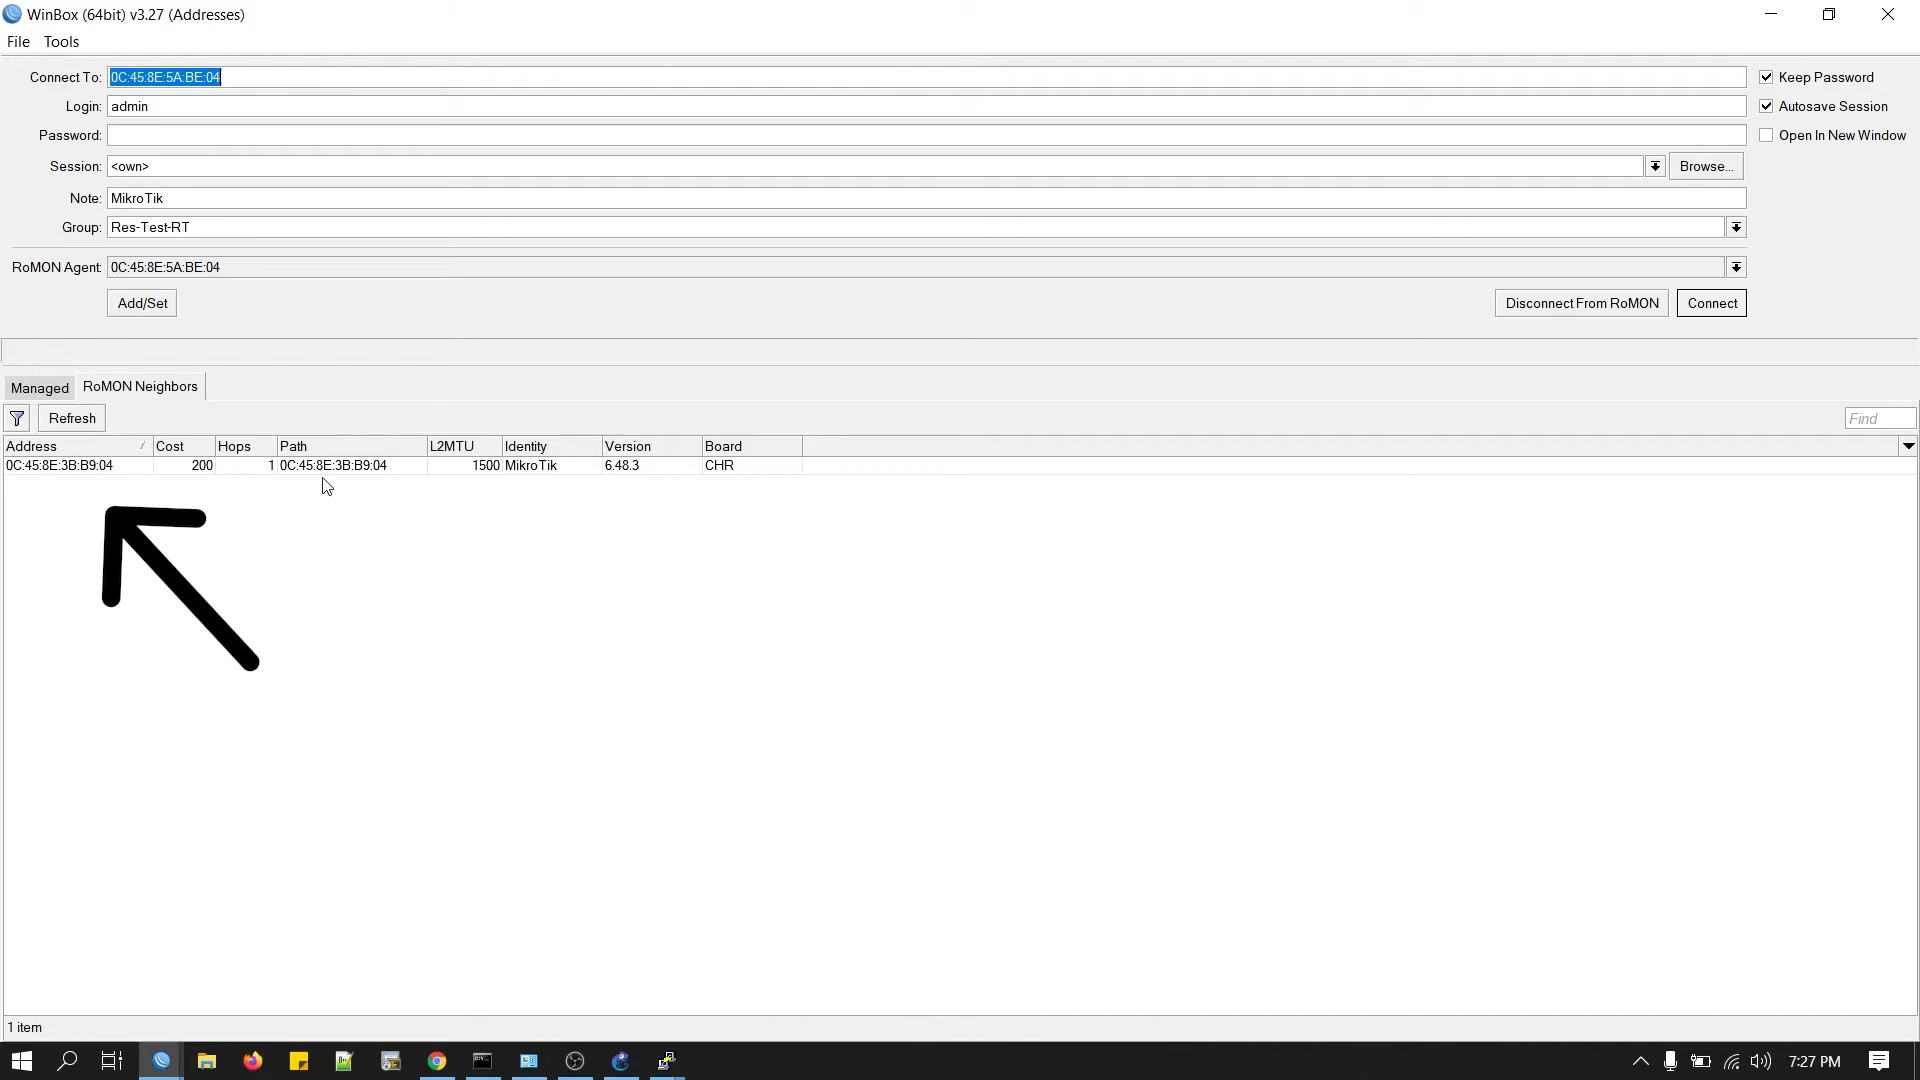 WinBox (64bit) v3.27 (Addresses)
File Tools
Connect To: 0C:45:8E:5A:BE:04
Keep Password
Login: admin
Autosave Session
Password:
Open In New Window
Session: <own>
Browse...
Note: MikroTik
Group: Res-Test-RT
RoMON Agent: 0C:45:8E:5A:BE:04
Add/Set
Disconnect From RoMON
Connect
Managed RoMON Neighbors
Refresh
Find
Address Cost Hops Path L2MTU Identity Version Board
0C:45:8E:3B:B9:04 200 1 0C:45:8E:3B:B9:04 1500 MikroTik 6.48.3 CHR
1 item
7:27 PM